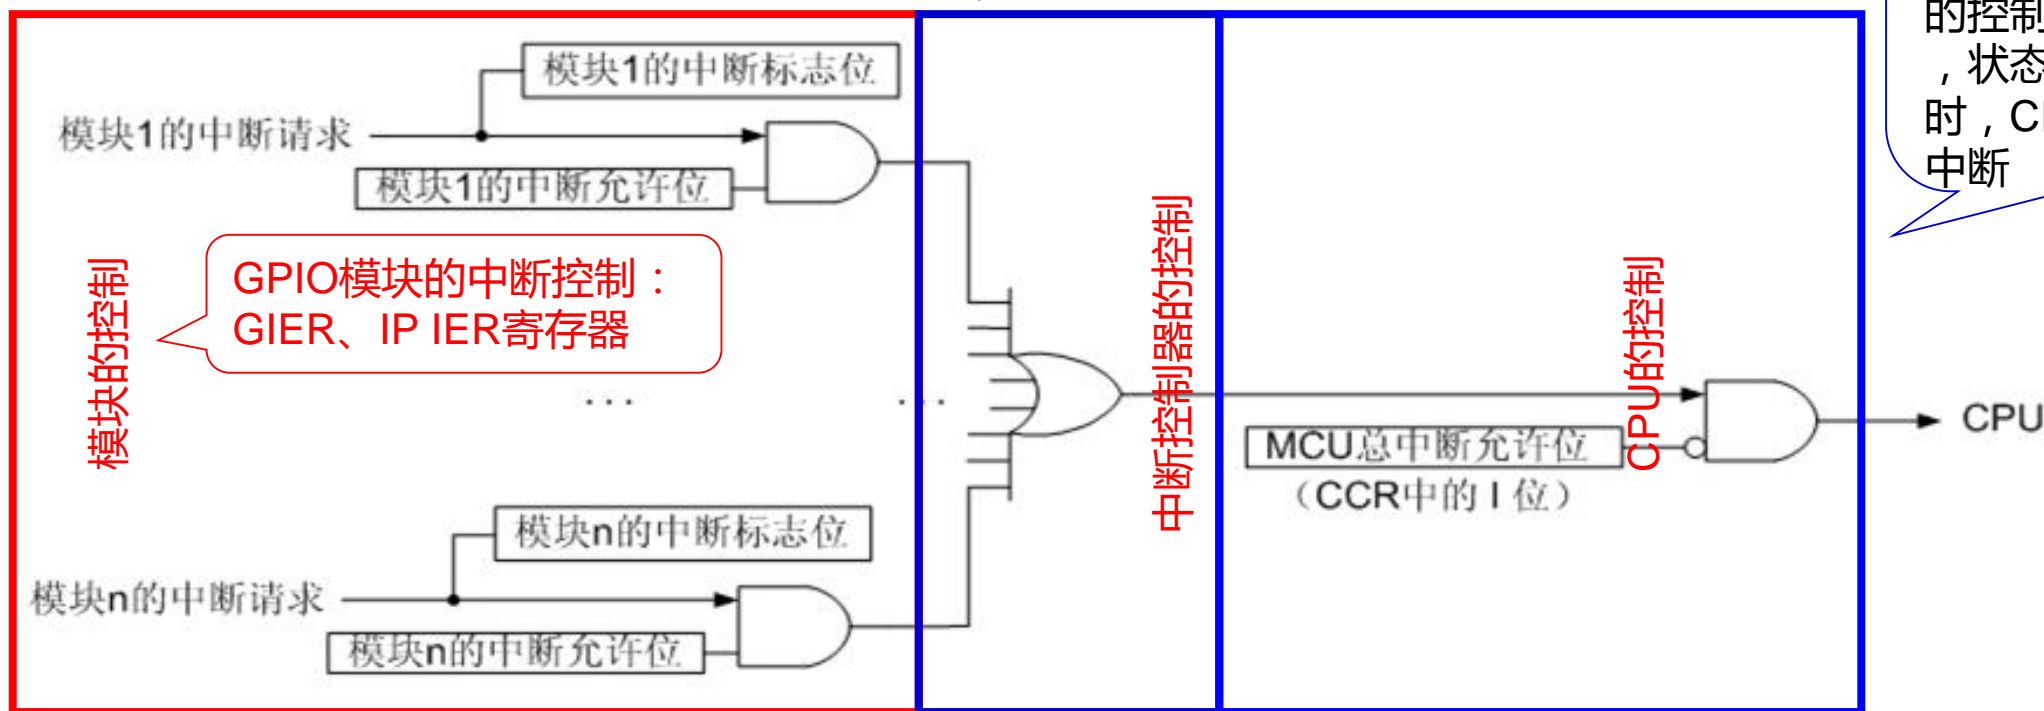 的控制
，状态
时，C
中断
模块1的中断标志位
模块1的中断请求
模块1的中断允许位
模块的控制
GPIO模块的中断控制：
GIER、IP IER寄存器
...
...
中断控制器的控制
CPU的控制
CPU
MCU总中断允许位
（CCR中的 I 位）
模块n的中断标志位
模块n的中断请求
模块n的中断允许位